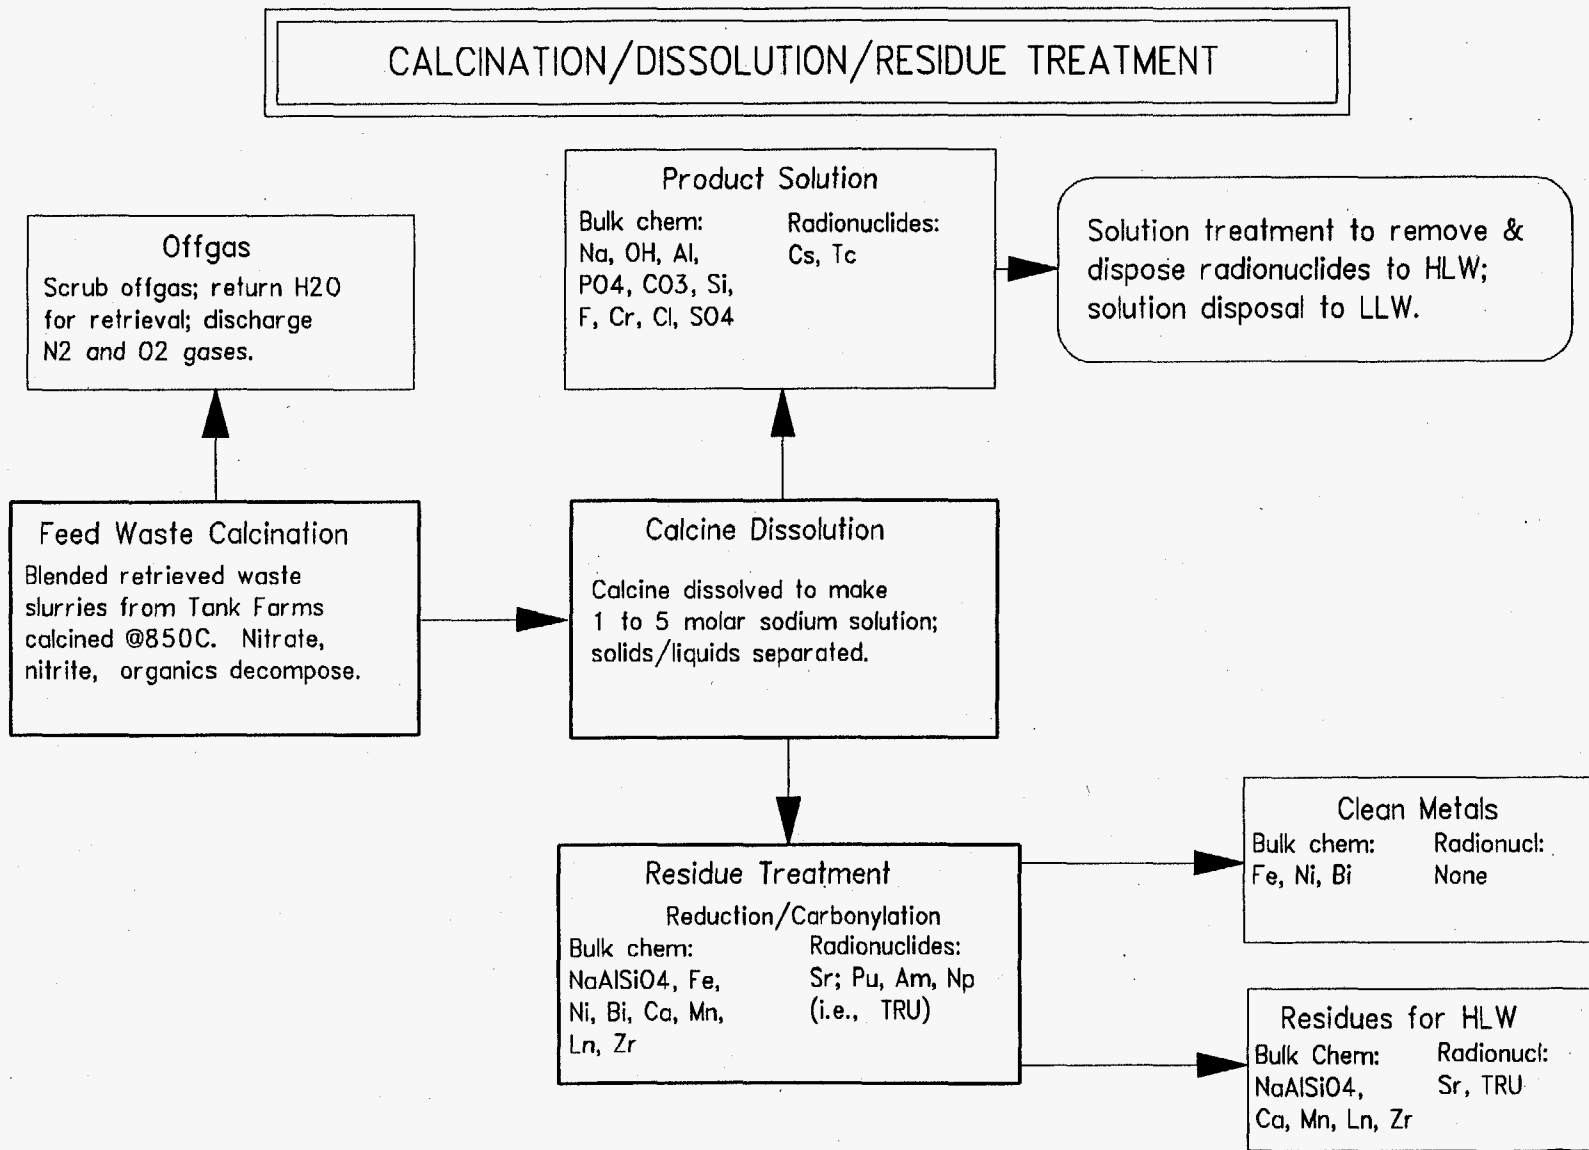 CALCINATION/DISSOLUTION/RESIDUE TREATMENT
Offgas
Scrub offgas; return H2O
for retrieval; discharge
N2 and O2 gases.
Product Solution
Bulk chem:
Na, OH, Al,
PO4, CO3, Si,
F, Cr, Cl, SO4
Radionuclides:
Cs, Tc
Solution treatment to remove &
dispose radionuclides to HLW;
solution disposal to LLW.
Feed Waste Calcination
Blended retrieved waste
slurries from Tank Farms
calcined @850C. Nitrate,
nitrite, organics decompose.
Calcine Dissolution
Calcine dissolved to make
1 to 5 molar sodium solution;
solids/liquids separated.
Residue Treatment
Reduction/Carbonylation
Bulk chem:
NaAlSiO4, Fe,
Ni, Bi, Ca, Mn,
Ln, Zr
Radionuclides:
Sr; Pu, Am, Np
(i.e., TRU)
Clean Metals
Bulk chem:
Fe, Ni, Bi
Radionucl:
None
Residues for HLW
Bulk Chem:
NaAlSiO4,
Ca, Mn, Ln, Zr
Radionucl:
Sr, TRU